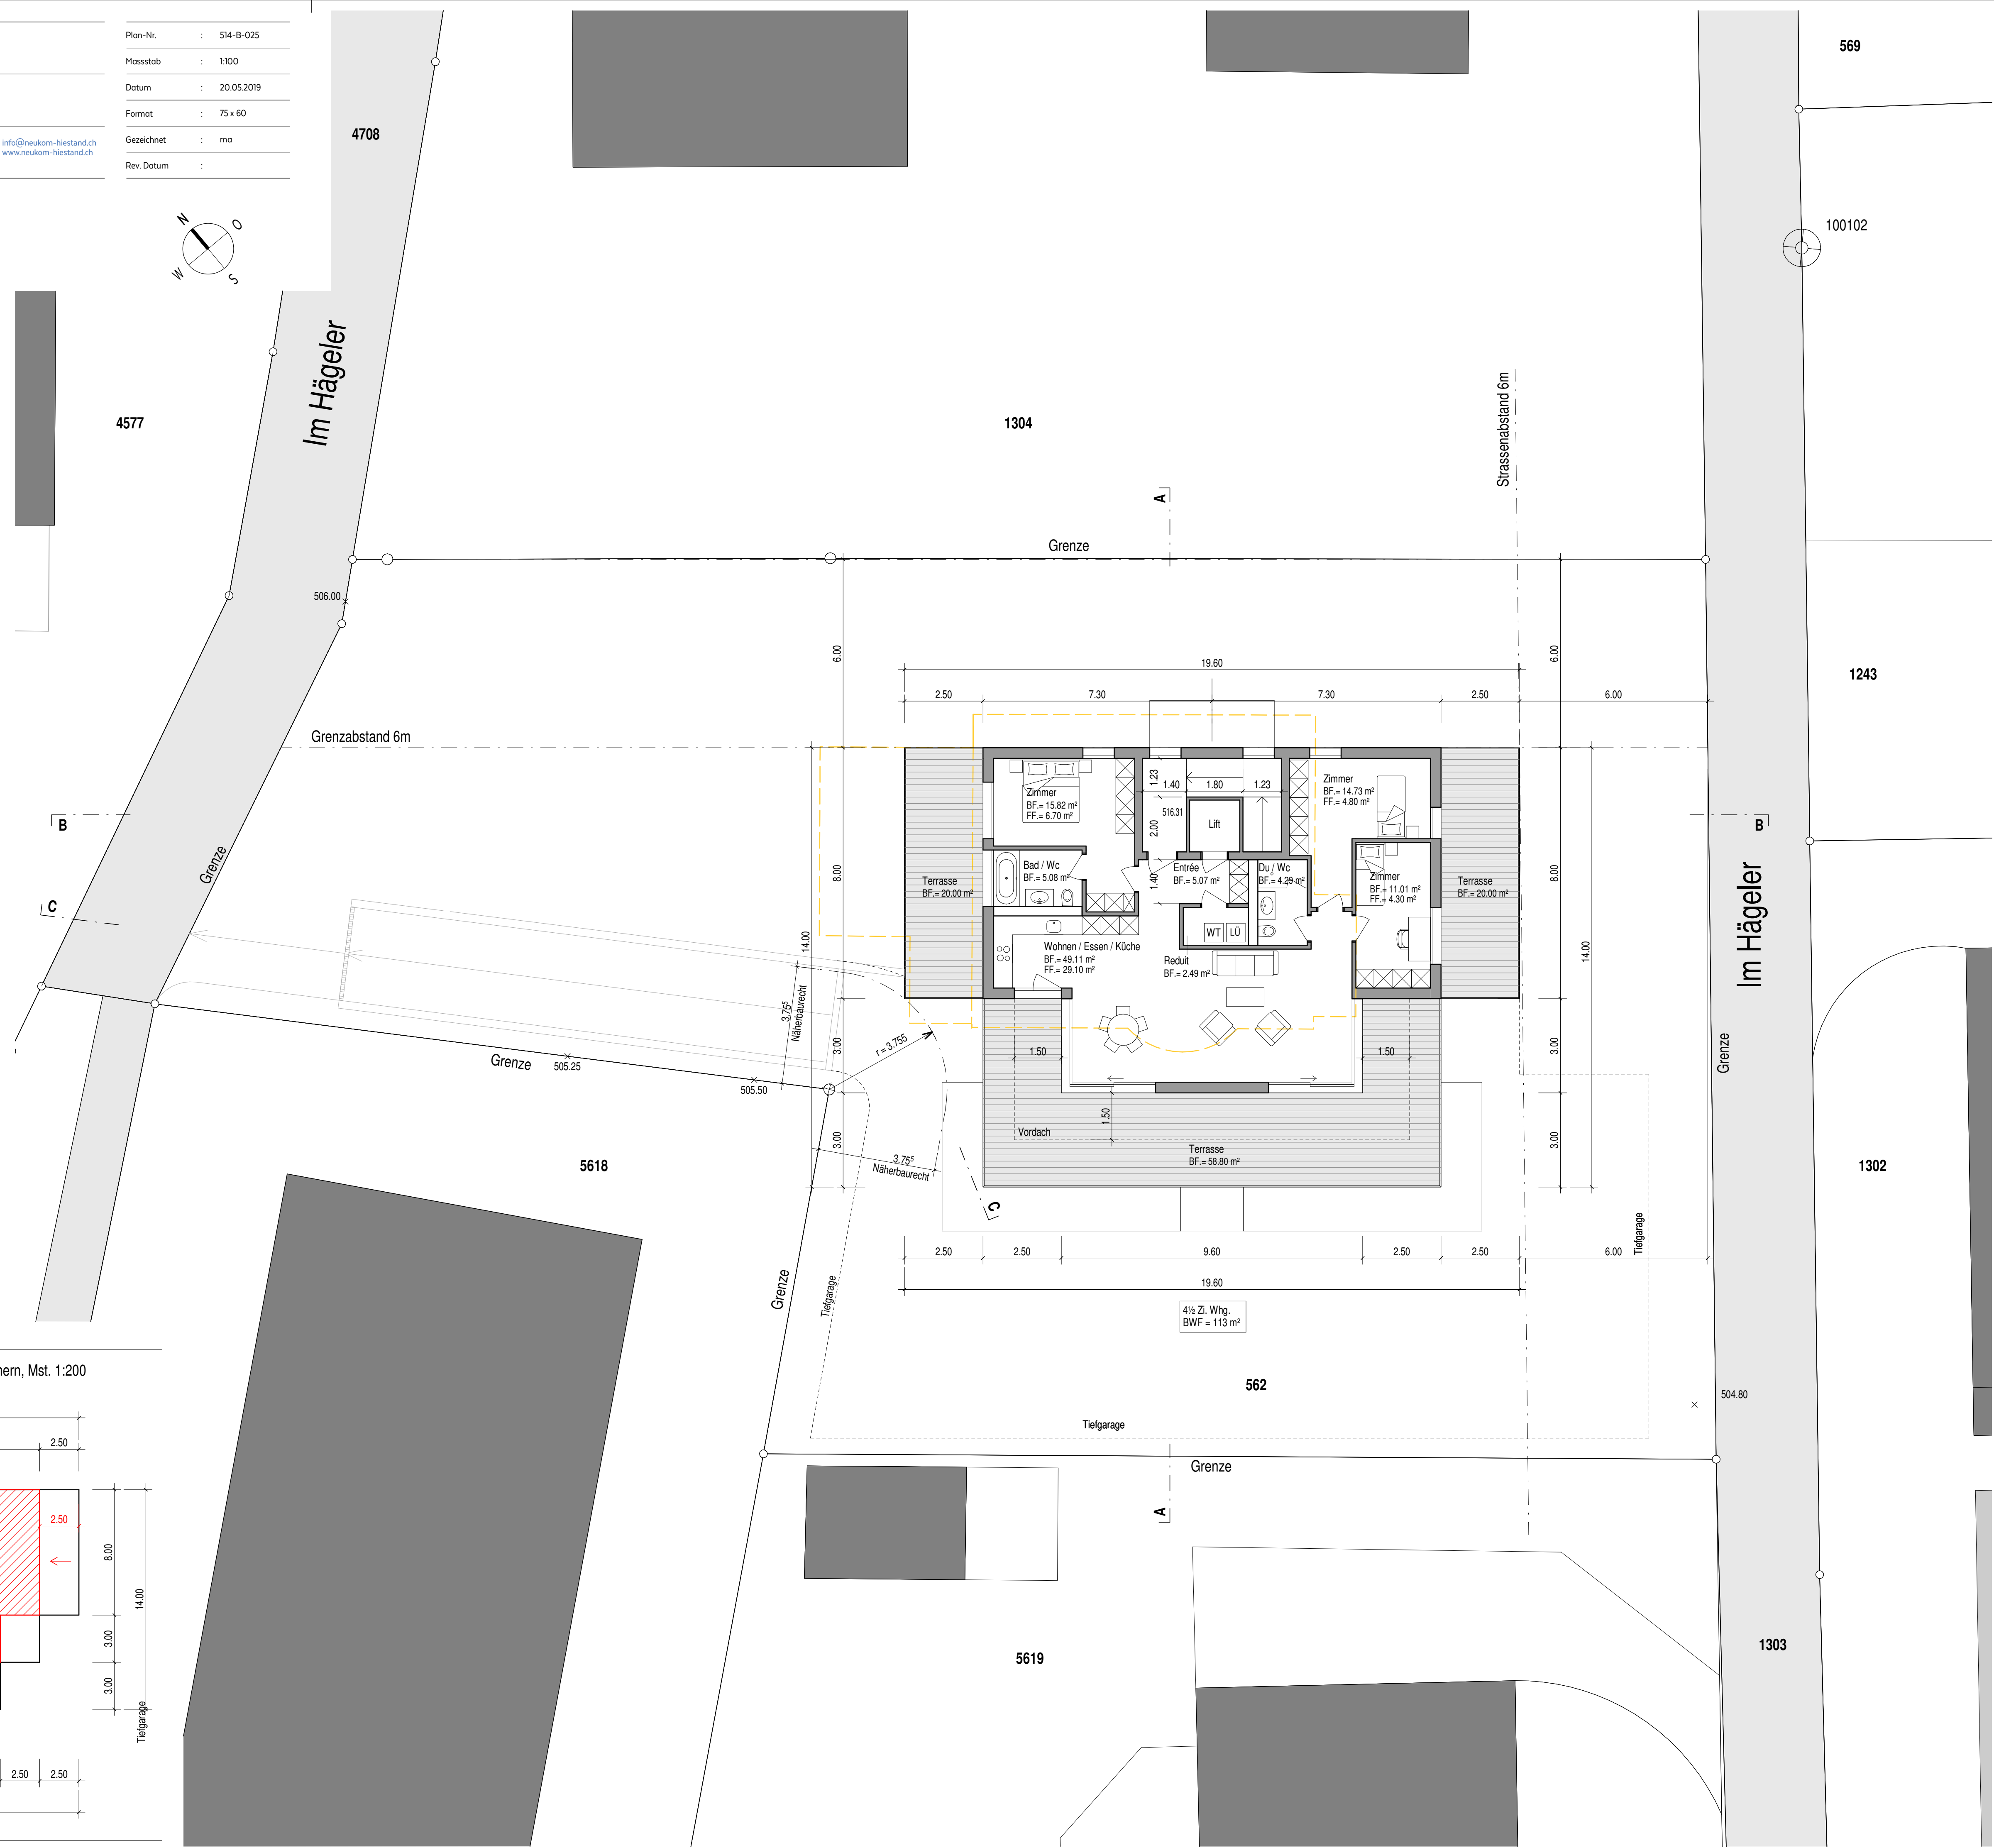 Plan-Nr. : 514-B-025
Massstab : 1:100
Datum : 20.05.2019
Format : 75 x 60
info@neukom-hiestand.ch
www.neukom-hiestand.ch
Gezeichnet : ma
Rev. Datum :
N
O
W
S
4708
569
100102
Im Hägeler
4577
1304
Strassenabstand 6m
A
Grenze
506.00
6.00
6.00
1243
19.60
2.50
7.30
7.30
2.50
6.00
Grenzabstand 6m
B
B
Grenze
C
14.00
8.00
Zimmer
BF.= 15.82 m²
FF.= 6.70 m²
1.23
1.40
1.80
1.23
516.31
2.00
Lift
Zimmer
BF.= 14.73 m²
FF.= 4.80 m²
Bad / Wc
BF.= 5.08 m²
1.40
Entrée
BF.= 5.07 m²
Du / Wc
BF.= 4.29 m²
Zimmer
BF.= 11.01 m²
FF.= 4.30 m²
Terrasse
BF.= 20.00 m²
Terrasse
BF.= 20.00 m²
8.00
14.00
Im Hägeler
WT
LÜ
Wohnen / Essen / Küche
BF.= 49.11 m²
FF.= 29.10 m²
Reduit
BF.= 2.49 m²
3.75⁵
Näherbaurecht
r = 3.755
3.00
1.50
1.50
3.00
Grenze
Grenze
505.25
505.50
1.50
Vordach
3.00
3.00
Terrasse
BF.= 58.80 m²
5618
3.75⁵
Näherbaurecht
C
1302
2.50
2.50
9.60
2.50
2.50
6.00
Tiefgarage
19.60
Grenze
Tiefgarage
4½ Zi. Whg.
BWF = 113 m²
562
504.80
Tiefgarage
Grenze
A
5619
1303
Mst. 1:200
2.50
2.50
8.00
14.00
3.00
3.00
Tiefgarage
2.50
2.50